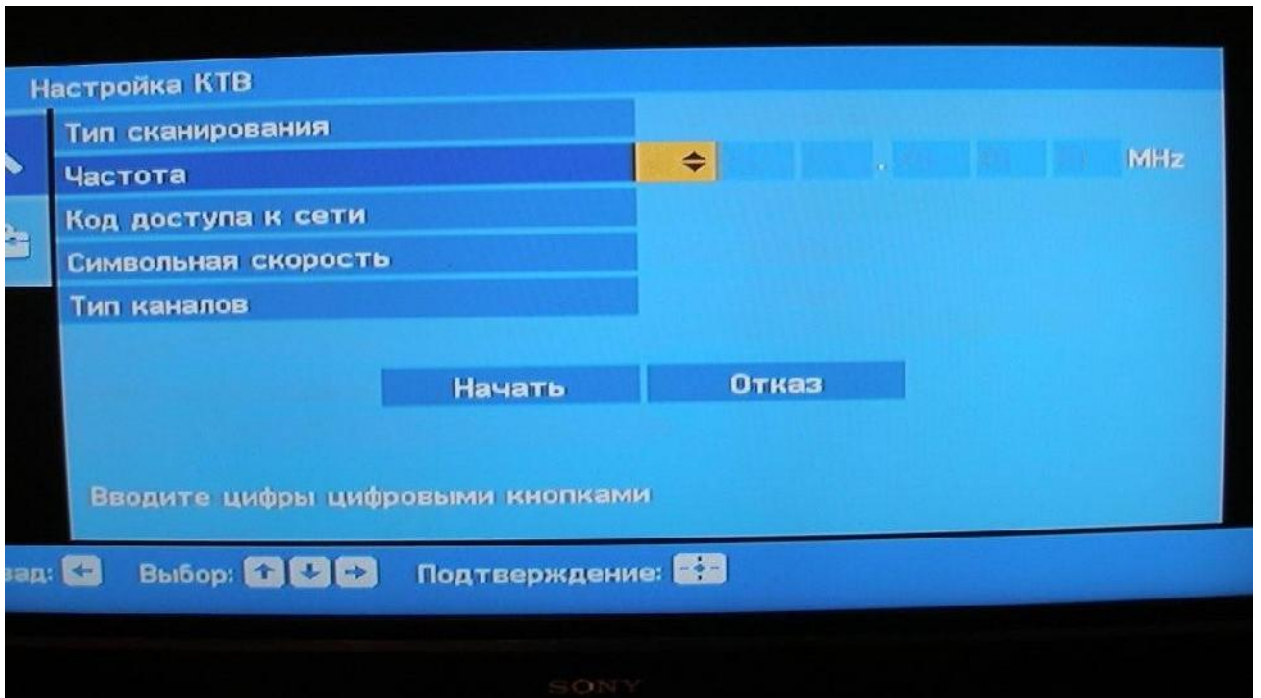 Настройка КТВ
Тип сканирования
Частота
. MHz
Код доступа к сети
Символьная скорость
Тип каналов
Начать Отказ
Вводите цифры цифровыми кнопками
зад: Выбор: Подтверждение:
SONY